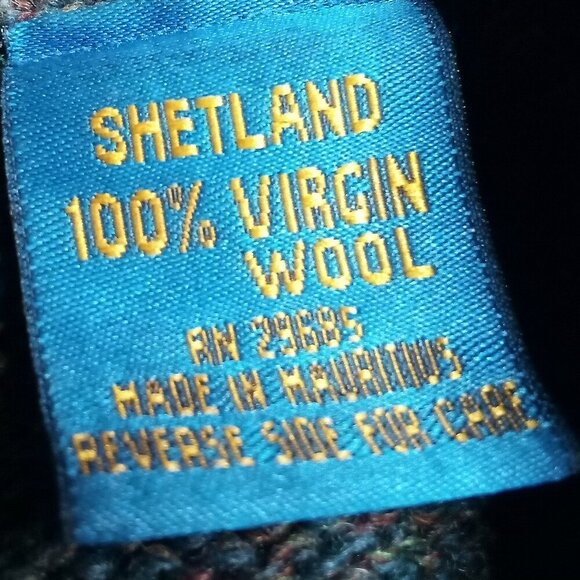 SHETLAND
100% VIRGIN
WOOL
RN 29685
MADE IN MAURITIUS
REVERSE SIDE FOR CARE